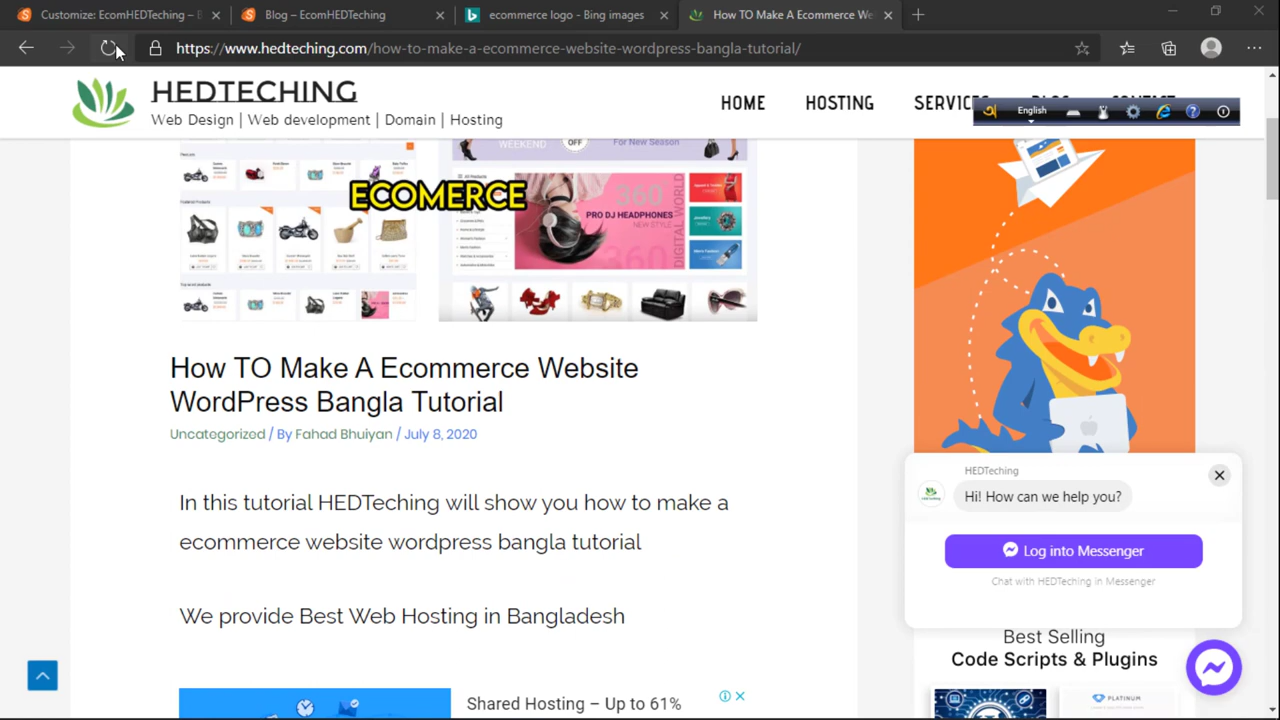 Customize: EcomHEDTeching – E
Blog – EcomHEDTeching
ecommerce logo - Bing images
How TO Make A Ecommerce We
https://www.hedteching.com/how-to-make-a-ecommerce-website-wordpress-bangla-tutorial/
HEDTECHING
Web Design | Web development | Domain | Hosting
HOME
HOSTING
SERVICES
CONTACT
English
WEEKEND
OFF
For New Season
ECOMERCE
360°
PRO DJ HEADPHONES
NEW STYLE
DIGITAL WORLD
How TO Make A Ecommerce Website
WordPress Bangla Tutorial
Uncategorized / By Fahad Bhuiyan / July 8, 2020
In this tutorial HEDTeching will show you how to make a
ecommerce website wordpress bangla tutorial
We provide Best Web Hosting in Bangladesh
Shared Hosting – Up to 61%
HEDTeching
Hi! How can we help you?
Log into Messenger
Chat with HEDTeching in Messenger
Best Selling
Code Scripts & Plugins
PLATINUM